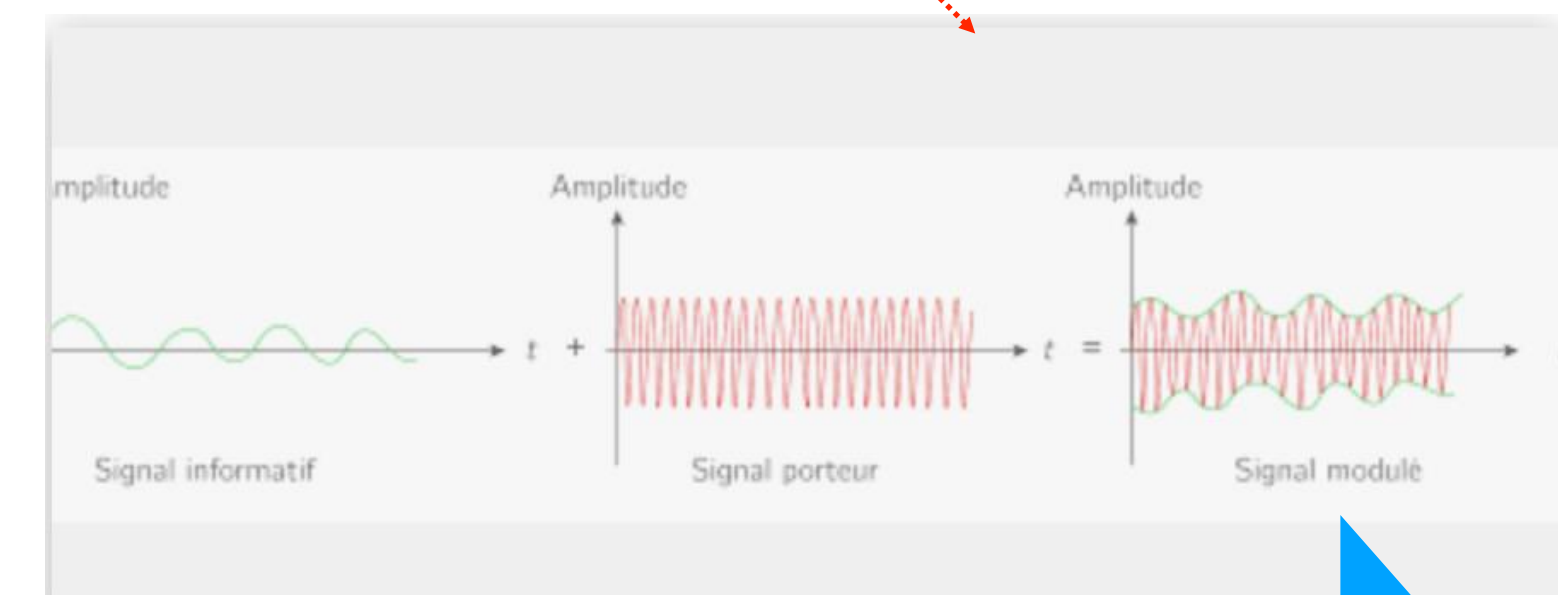 mplitude Amplitude Amplitude
t + t =
Signal informatif Signal porteur Signal modulé